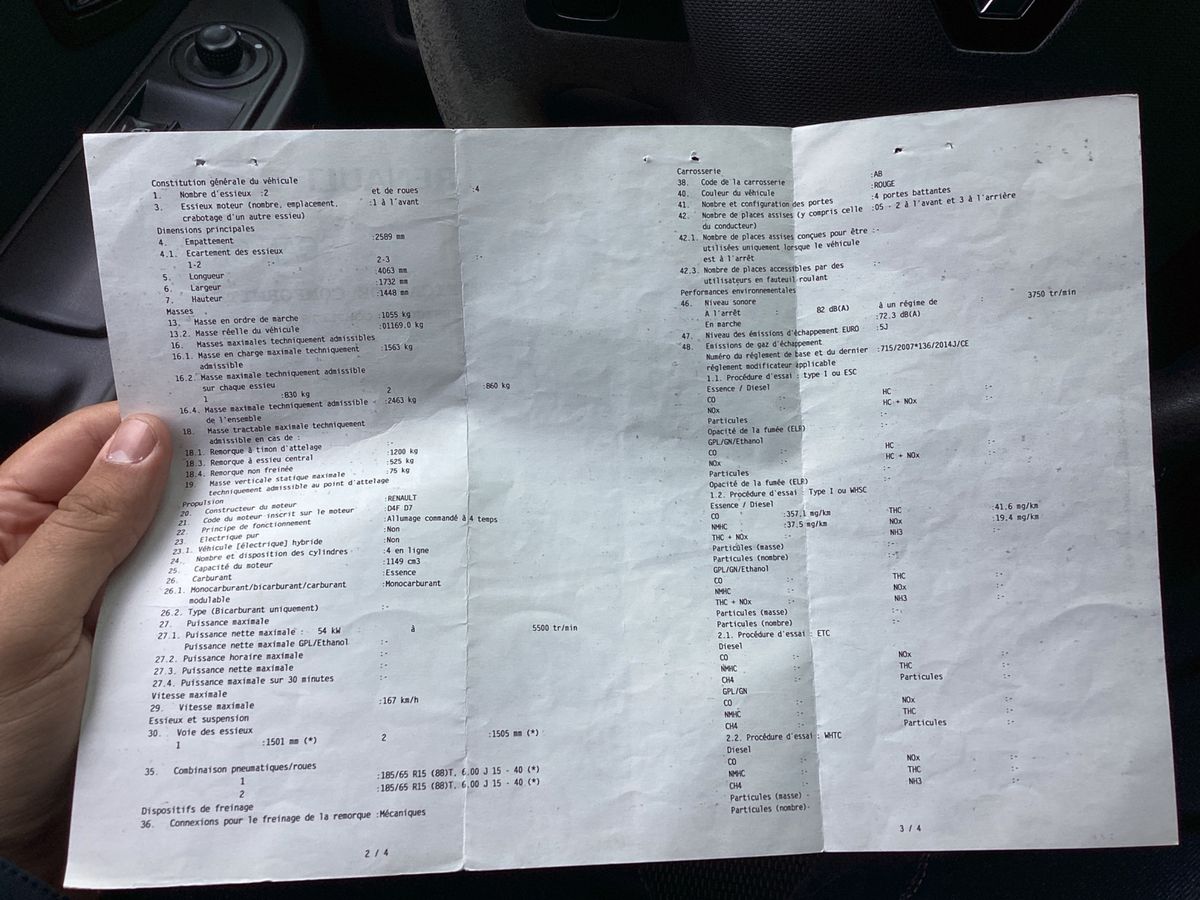 Constitution générale du véhicule
1. Nombre d'essieux :2 et de roues :4
3. Essieux moteur (nombre, emplacement, :1 à l'avant
crabotage d'un autre essieu)
Dimensions principales
4. Empattement :2589 mm
4.1. Ecartement des essieux
1-2 :- 2-3 :-
5. Longueur :4063 mm
6. Largeur :1732 mm
7. Hauteur :1448 mm
Masses
13. Masse en ordre de marche :1055 kg
13.2. Masse réelle du véhicule :01169.0 kg
16. Masses maximales techniques admissibles
16.1. Masse en charge maximale techniquement :1563 kg
admissible
16.2. Masse maximale techniquement admissible
sur chaque essieu
1 :830 kg 2 :860 kg
16.4. Masse maximale techniquement admissible :2463 kg
de l'ensemble
18. Masse tractable maximale techniquement
admissible en cas de :
18.1. Remorque à timon d'attelage :-
18.3. Remorque à essieu central :1200 kg
18.4. Remorque non freinée :525 kg
19. Masse verticale statique maximale :75 kg
techniquement admissible au point d'attelage
Propulsion
20. Constructeur du moteur :RENAULT
21. Code du moteur inscrit sur le moteur :D4F D7
22. Principe de fonctionnement :Allumage commandé à 4 temps
23. Electrique pur :Non
23.1. Véhicule [électrique] hybride :Non
24. Nombre et disposition des cylindres :4 en ligne
25. Capacité du moteur :1149 cm3
26. Carburant :Essence
26.1. Monocarburant/bicarburant/carburant :Monocarburant
modulable
26.2. Type (Bicarburant uniquement) :-
27. Puissance maximale
27.1. Puissance nette maximale : 54 kW à 5500 tr/min
Puissance nette maximale GPL/Ethanol :-
27.2. Puissance horaire maximale :-
27.3. Puissance nette maximale :-
27.4. Puissance maximale sur 30 minutes :-
Vitesse maximale
29. Vitesse maximale :167 km/h
Essieux et suspension
30. Voie des essieux
1 :1501 mm (*) 2 :1505 mm (*)
35. Combinaison pneumatiques/roues
1 :185/65 R15 (88)T. 6.00 J 15 - 40 (*)
2 :185/65 R15 (88)T. 6.00 J 15 - 40 (*)
Dispositifs de freinage
36. Connexions pour le freinage de la remorque :Mécaniques
2 / 4
Carrosserie
38. Code de la carrosserie :AB
40. Couleur du véhicule :ROUGE
41. Nombre et configuration des portes :4 portes battantes
42. Nombre de places assises (y compris celle :05 - 2 à l'avant et 3 à l'arrière
du conducteur)
42.1. Nombre de places assises conçues pour être :-
utilisées uniquement lorsque le véhicule
est à l'arrêt
42.3. Nombre de places accessibles par des :-
utilisateurs en fauteuil roulant
Performances environnementales
46. Niveau sonore
A l'arrêt : 82 dB(A) à un régime de : 3750 tr/min
En marche :72.3 dB(A)
47. Niveau des émissions d'échappement EURO :5J
48. Emissions de gaz d'échappement
Numéro du règlement de base et du dernier :715/2007*136/2014J/CE
règlement modificateur applicable
1.1. Procédure d'essai : type I ou ESC
Essence / Diesel
CO :- HC :-
NOx :- HC + NOx :-
Particules :-
Opacité de la fumée (ELR) :-
GPL/GN/Ethanol
CO :- HC :-
NOx :- HC + NOx :-
Particules :-
Opacité de la fumée (ELR) :-
1.2. Procédure d'essai : Type I ou WHSC
Essence / Diesel
CO :357.1 mg/km THC :41.6 mg/km
NMHC :37.5 mg/km NOx :19.4 mg/km
THC + NOx :- NH3 :-
Particules (masse) :-
Particules (nombre) :-
GPL/GN/Ethanol
CO :- THC :-
NMHC :- NOx :-
THC + NOx :- NH3 :-
Particules (masse) :-
Particules (nombre) :-
2.1. Procédure d'essai : ETC
Diesel
CO :- NOx :-
NMHC :- THC :-
CH4 :- Particules :-
GPL/GN
CO :- NOx :-
NMHC :- THC :-
CH4 :- Particules :-
2.2. Procédure d'essai : WHTC
Diesel
CO :- NOx :-
NMHC :- THC :-
CH4 :- NH3 :-
Particules (masse) -
Particules (nombre)-
3 / 4